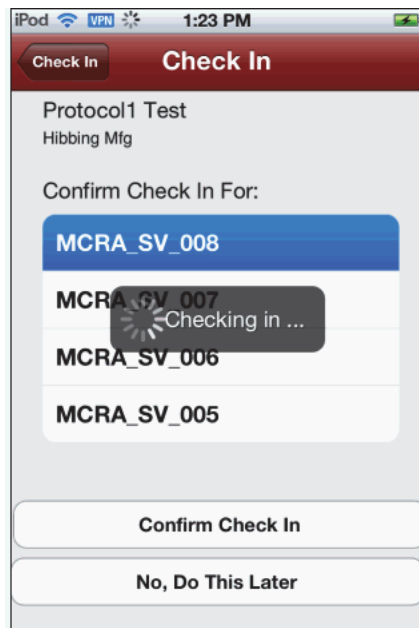 iPod VPN 1:23 PM
Check In Check In
Protocol1 Test
Hibbing Mfg
Confirm Check In For:
MCRA_SV_008
MCRA_SV_007
Checking in ...
MCRA_SV_006
MCRA_SV_005
Confirm Check In
No, Do This Later